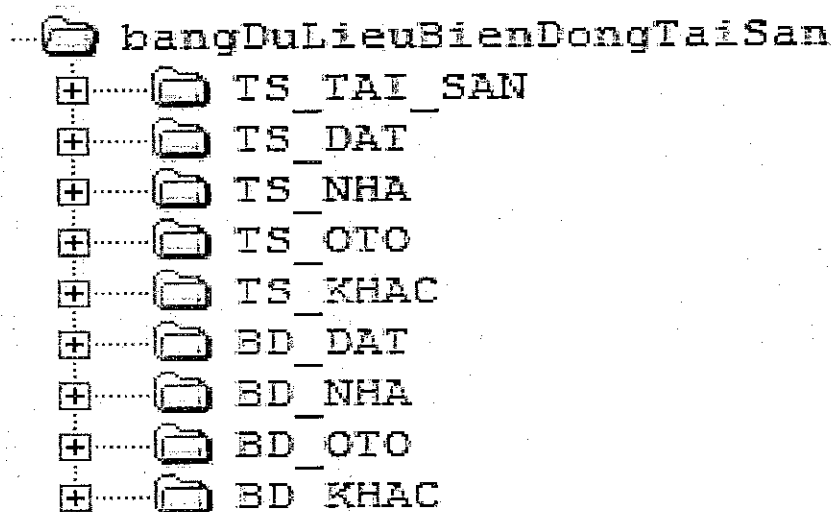 bangDuLieuBienDongTaiSan
TS_TAI_SAN
TS_DAT
TS_NHA
TS_OTO
TS_KHAC
BD_DAT
BD_NHA
BD_OTO
BD_KHAC